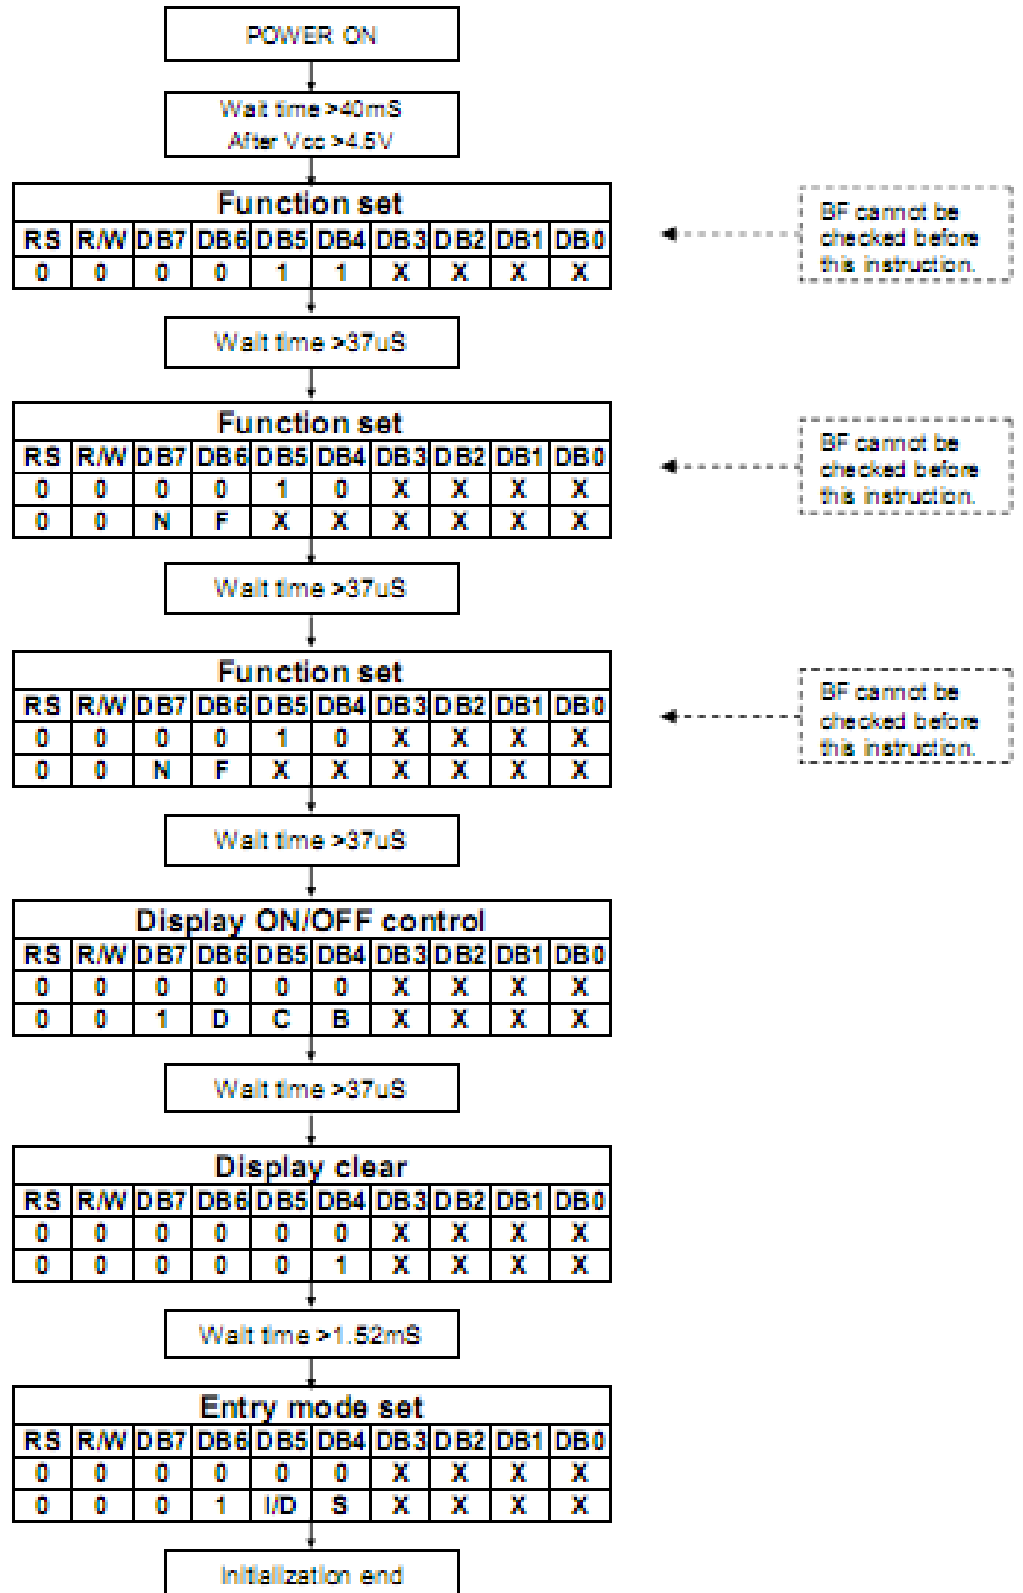 POWER ON
Wait time >40mS
After Vcc >4.5V
Function set
RS R/W DB7 DB6 DB5 DB4 DB3 DB2 DB1 DB0
0 0 0 0 1 1 X X X X
BF cannot be
checked before
this instruction.
Wait time >37uS
Function set
RS R/W DB7 DB6 DB5 DB4 DB3 DB2 DB1 DB0
0 0 0 0 1 0 X X X X
0 0 N F X X X X X X
BF cannot be
checked before
this instruction.
Wait time >37uS
Function set
RS R/W DB7 DB6 DB5 DB4 DB3 DB2 DB1 DB0
0 0 0 0 1 0 X X X X
0 0 N F X X X X X X
BF cannot be
checked before
this instruction.
Wait time >37uS
Display ON/OFF control
RS R/W DB7 DB6 DB5 DB4 DB3 DB2 DB1 DB0
0 0 0 0 0 0 X X X X
0 0 1 D C B X X X X
Wait time >37uS
Display clear
RS R/W DB7 DB6 DB5 DB4 DB3 DB2 DB1 DB0
0 0 0 0 0 0 X X X X
0 0 0 0 0 1 X X X X
Wait time >1.52mS
Entry mode set
RS R/W DB7 DB6 DB5 DB4 DB3 DB2 DB1 DB0
0 0 0 0 0 0 X X X X
0 0 0 1 I/D S X X X X
Initialization end